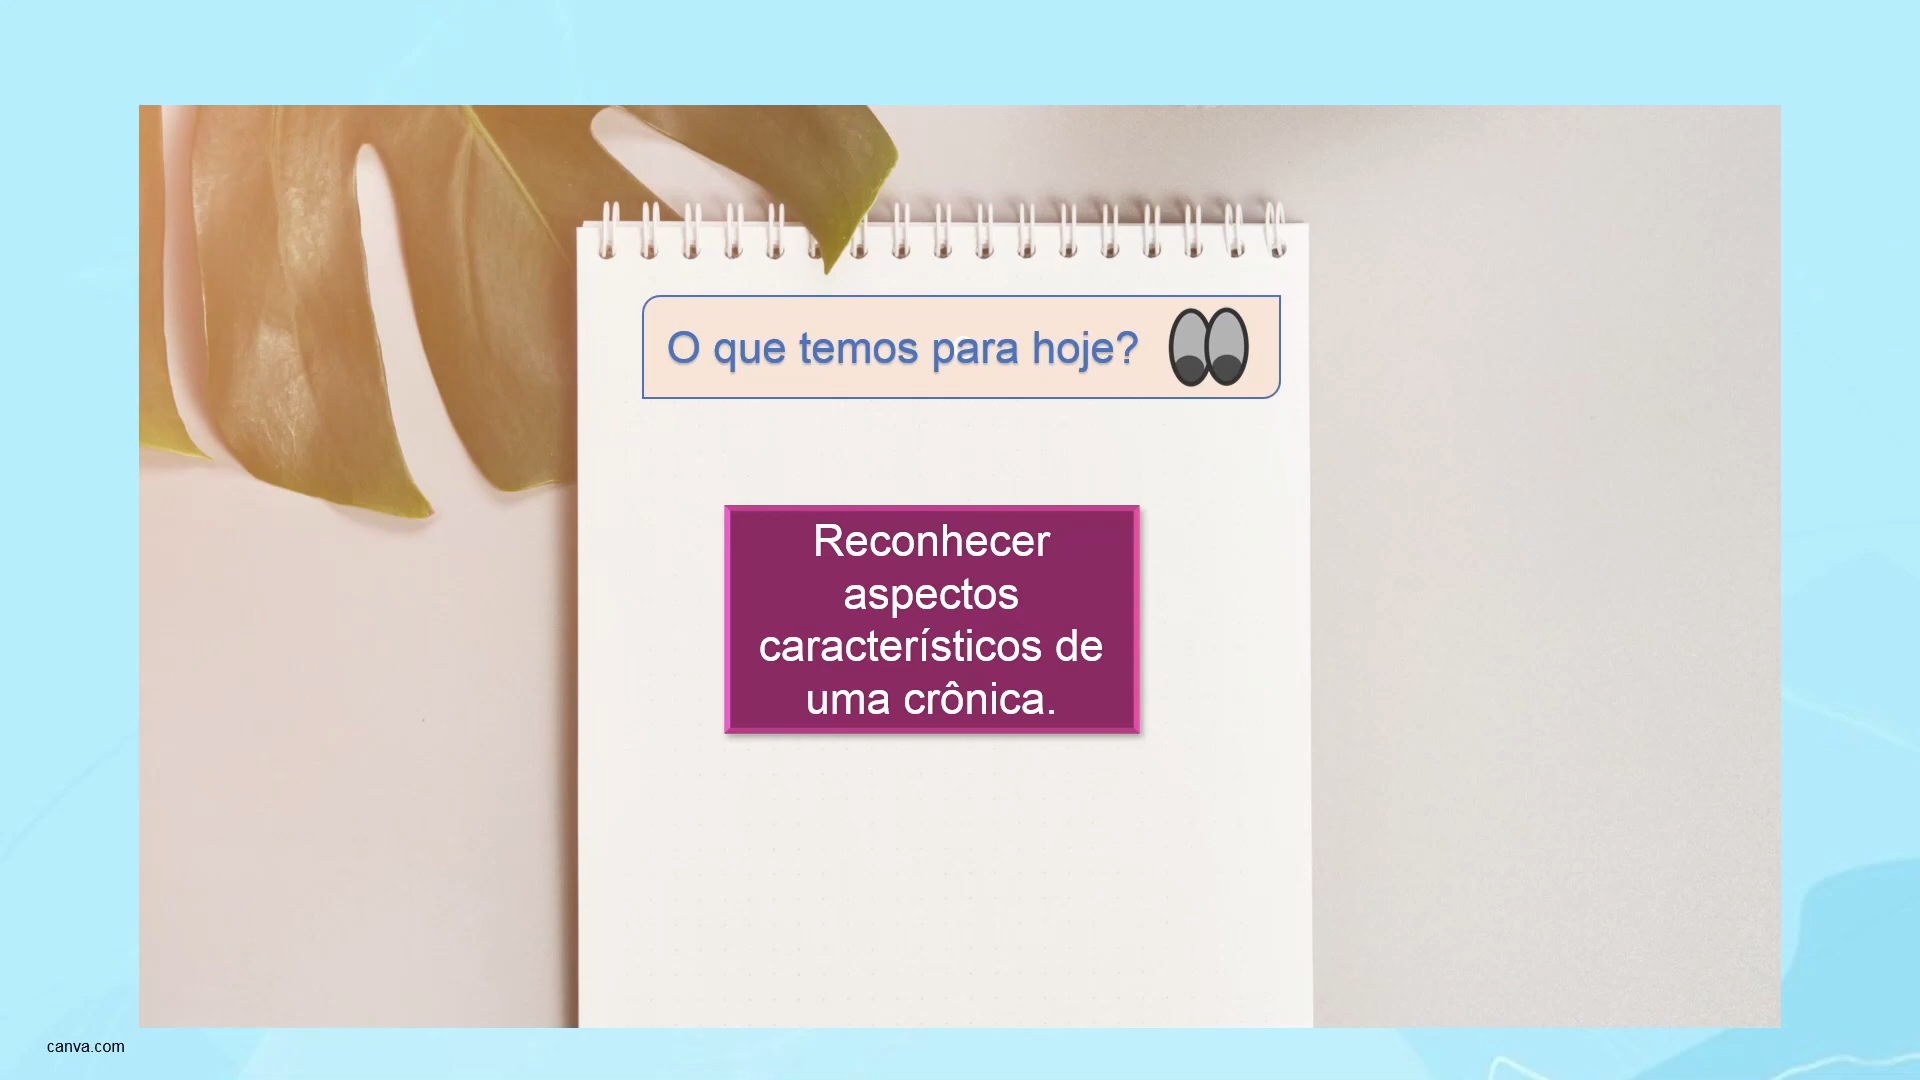 O que temos para hoje?
Reconhecer
aspectos
característicos de
uma crônica.
canva.com